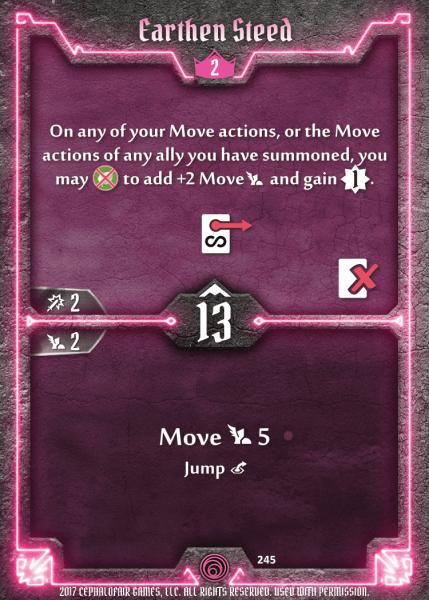 Earthen Steed
2
On any of your Move actions, or the Move
actions of any ally you have summoned, you
may to add +2 Move and gain 1.
2
13
2
Move 5
Jump
245
2017 CEPHALOFAIR GAMES, LLC. ALL RIGHTS RESERVED. USED WITH PERMISSION.